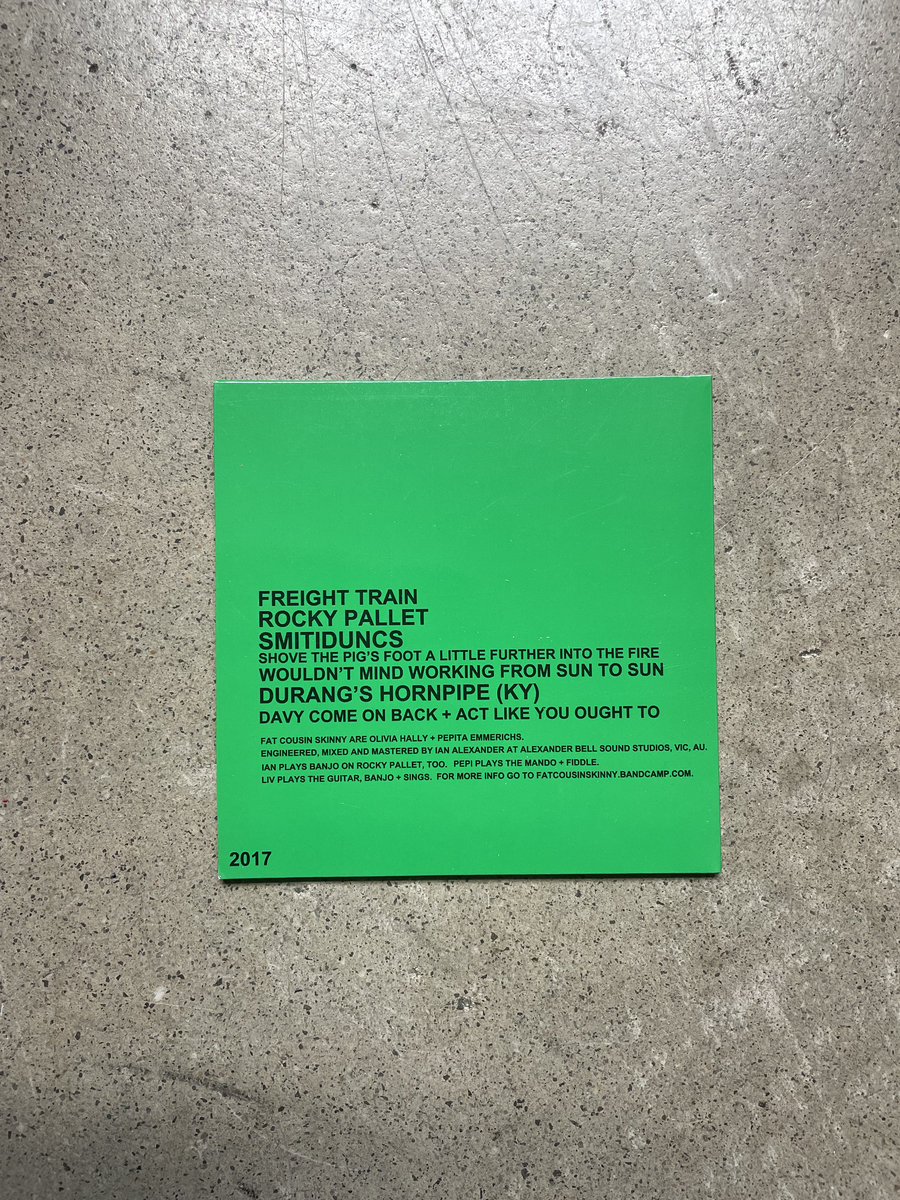 FREIGHT TRAIN
ROCKY PALLET
SMITIDUNCS
SHOVE THE PIG'S FOOT A LITTLE FURTHER INTO THE FIRE
WOULDN'T MIND WORKING FROM SUN TO SUN
DURANG'S HORNPIPE (KY)
DAVY COME ON BACK + ACT LIKE YOU OUGHT TO
FAT COUSIN SKINNY ARE OLIVIA HALLY + PEPITA EMMERICHS.
ENGINEERED, MIXED AND MASTERED BY IAN ALEXANDER AT ALEXANDER BELL SOUND STUDIOS, VIC, AU.
IAN PLAYS BANJO ON ROCKY PALLET, TOO. PEPI PLAYS THE MANDO + FIDDLE.
LIV PLAYS THE GUITAR, BANJO + SINGS. FOR MORE INFO GO TO FATCOUSINSKINNY.BANDCAMP.COM.
2017